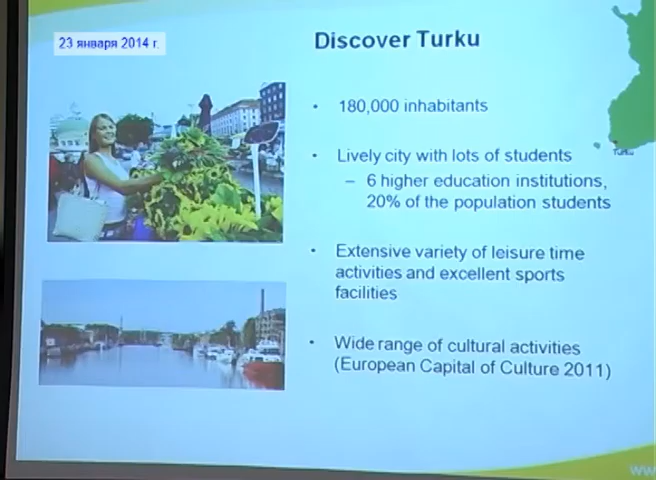 23 января 2014 г.
Discover Turku
• 180,000 inhabitants
Turku
• Lively city with lots of students
– 6 higher education institutions,
20% of the population students
• Extensive variety of leisure time
activities and excellent sports
facilities
• Wide range of cultural activities
(European Capital of Culture 2011)
ww